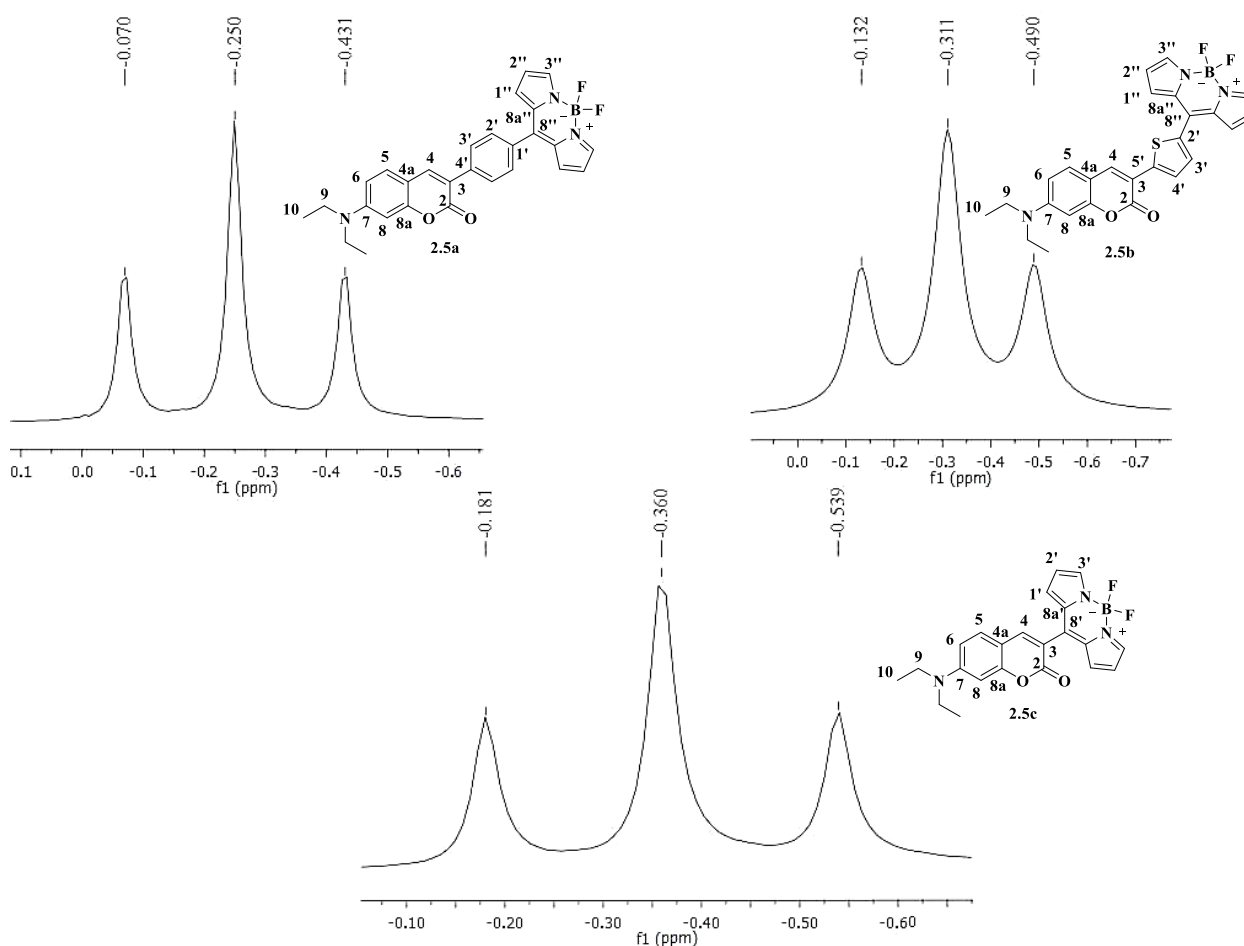 −0.070
−0.250
−0.431
2''
3''
1''
N
B
F
F
−
+
N
8a''
8''
2'
3'
1'
4'
5
4
4a
6
3
9
10
N
7
8
8a
O
2
O
2.5a
0.1 0.0 -0.1 -0.2 -0.3 -0.4 -0.5 -0.6
f1 (ppm)
−0.132
−0.311
−0.490
3''
F
F
2''
N
B
−
+
N
1''
8a''
8''
2'
S
3'
5'
4'
5
4
4a
6
3
9
10
N
7
8
8a
O
2
O
2.5b
0.0 -0.1 -0.2 -0.3 -0.4 -0.5 -0.6 -0.7
f1 (ppm)
−0.181
−0.360
−0.539
2'
3'
1'
N
B
F
F
−
+
N
8a'
8'
5
4
4a
6
3
9
10
N
7
8
8a
O
2
O
2.5c
-0.10 -0.20 -0.30 -0.40 -0.50 -0.60
f1 (ppm)